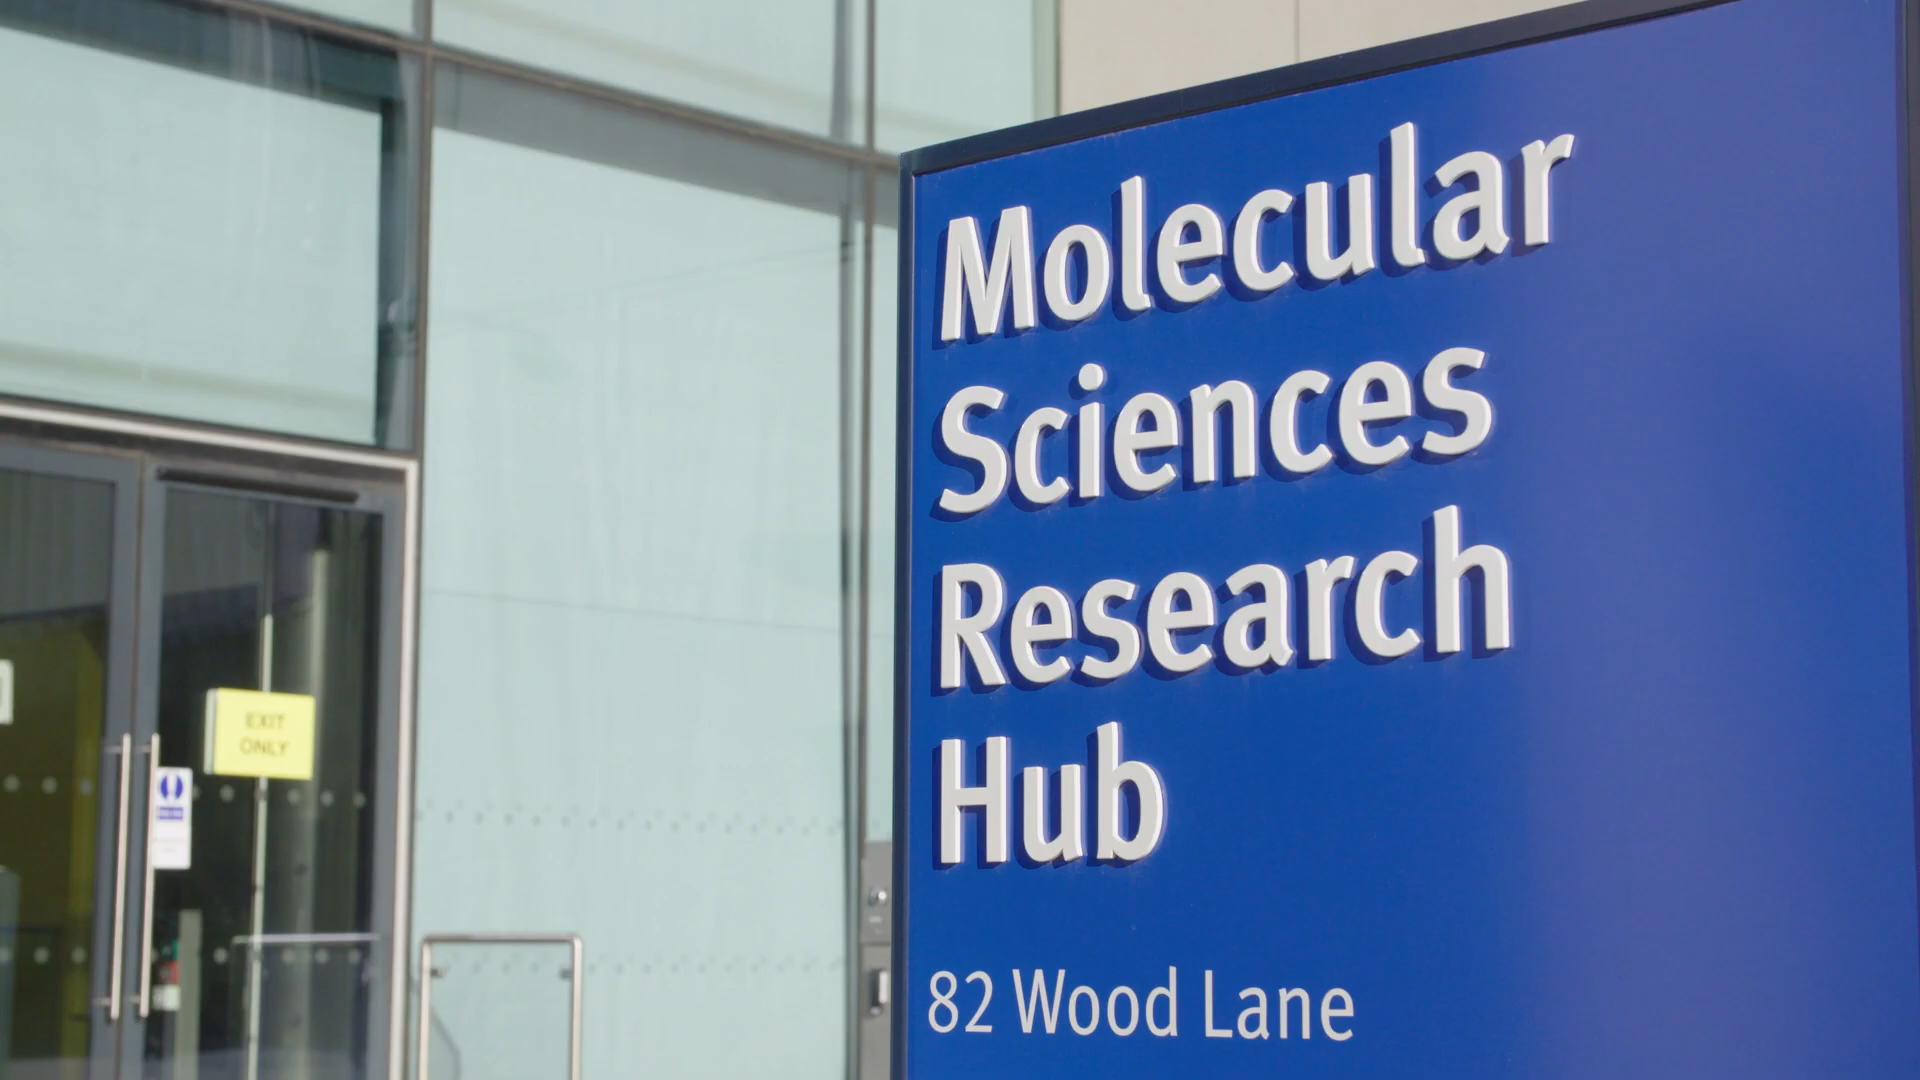 Molecular
Sciences
Research
Hub
82 Wood Lane
EXIT
ONLY